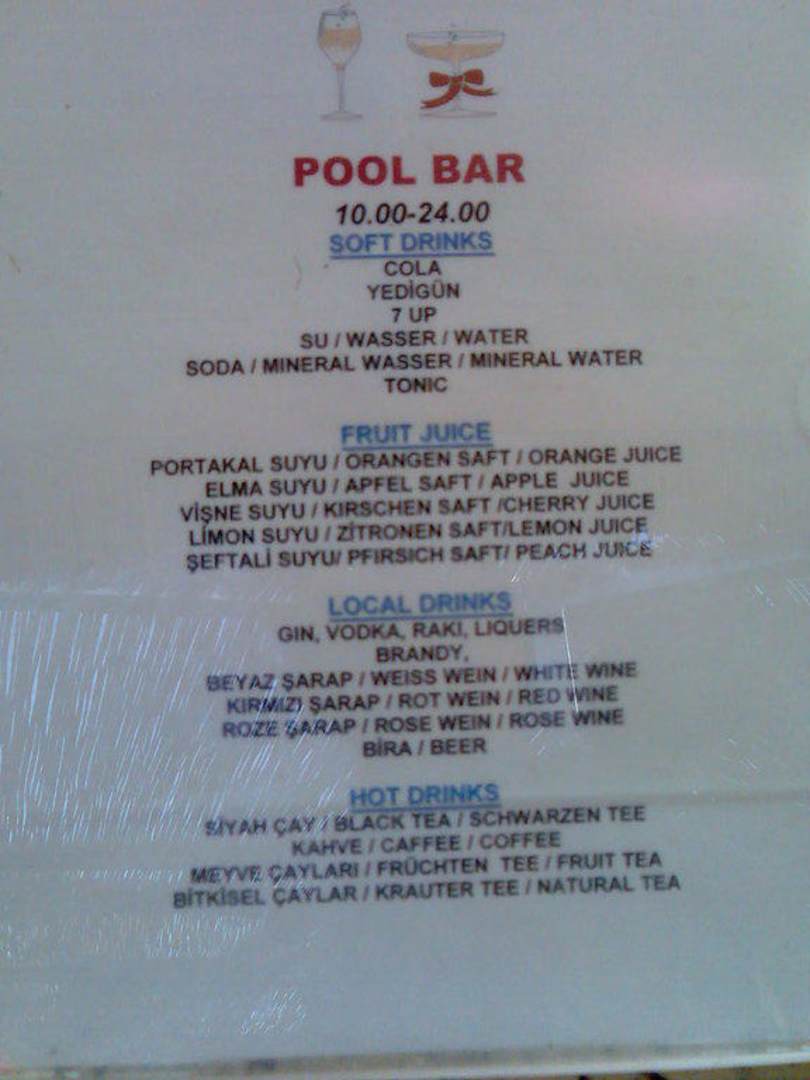 POOL BAR
10.00-24.00
SOFT DRINKS
COLA
YEDİGÜN
7 UP
SU / WASSER / WATER
SODA / MINERAL WASSER / MINERAL WATER
TONIC
FRUIT JUICE
PORTAKAL SUYU / ORANGEN SAFT / ORANGE JUICE
ELMA SUYU / APFEL SAFT / APPLE JUICE
VİŞNE SUYU / KIRSCHEN SAFT /CHERRY JUICE
LİMON SUYU / ZİTRONEN SAFT/LEMON JUICE
ŞEFTALİ SUYU/ PFIRSICH SAFT/ PEACH JUICE
LOCAL DRINKS
GIN, VODKA, RAKI, LIQUERS
BRANDY,
BEYAZ ŞARAP / WEISS WEIN / WHITE WINE
KIRMIZI ŞARAP / ROT WEIN / RED WINE
ROZE ŞARAP / ROSE WEIN / ROSE WINE
BİRA / BEER
HOT DRINKS
SİYAH ÇAY / BLACK TEA / SCHWARZEN TEE
KAHVE / CAFFEE / COFFEE
MEYVE ÇAYLARI / FRÜCHTEN TEE / FRUIT TEA
BİTKİSEL ÇAYLAR / KRAUTER TEE / NATURAL TEA